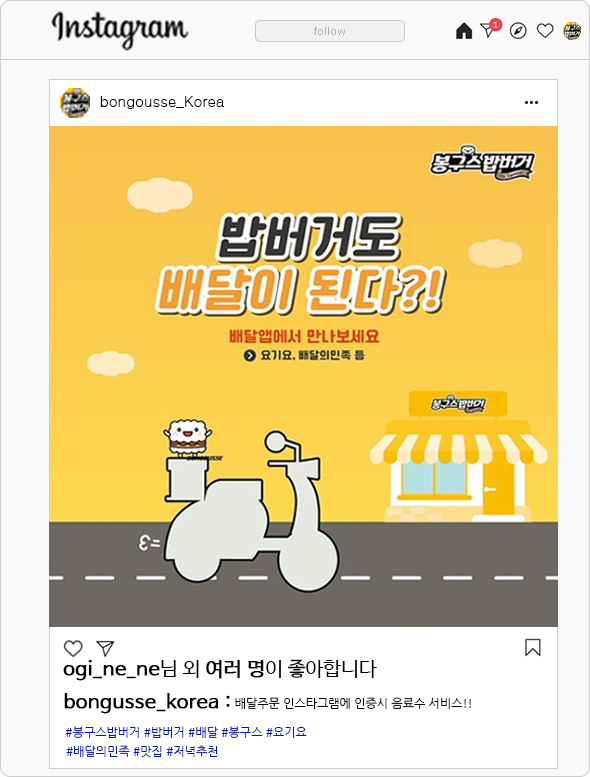 Instagram
follow
1
bongousse_Korea
봉구스밥버거
밥버거도
배달이 된다?!
배달앱에서 만나보세요
요기요, 배달의민족 등
봉구스밥버거
BONGOUSSE
ogi_ne_ne님 외 여러 명이 좋아합니다
bongusse_korea : 배달주문 인스타그램에 인증시 음료수 서비스!!
#봉구스밥버거 #밥버거 #배달 #봉구스 #요기요
#배달의민족 #맛집 #저녁추천